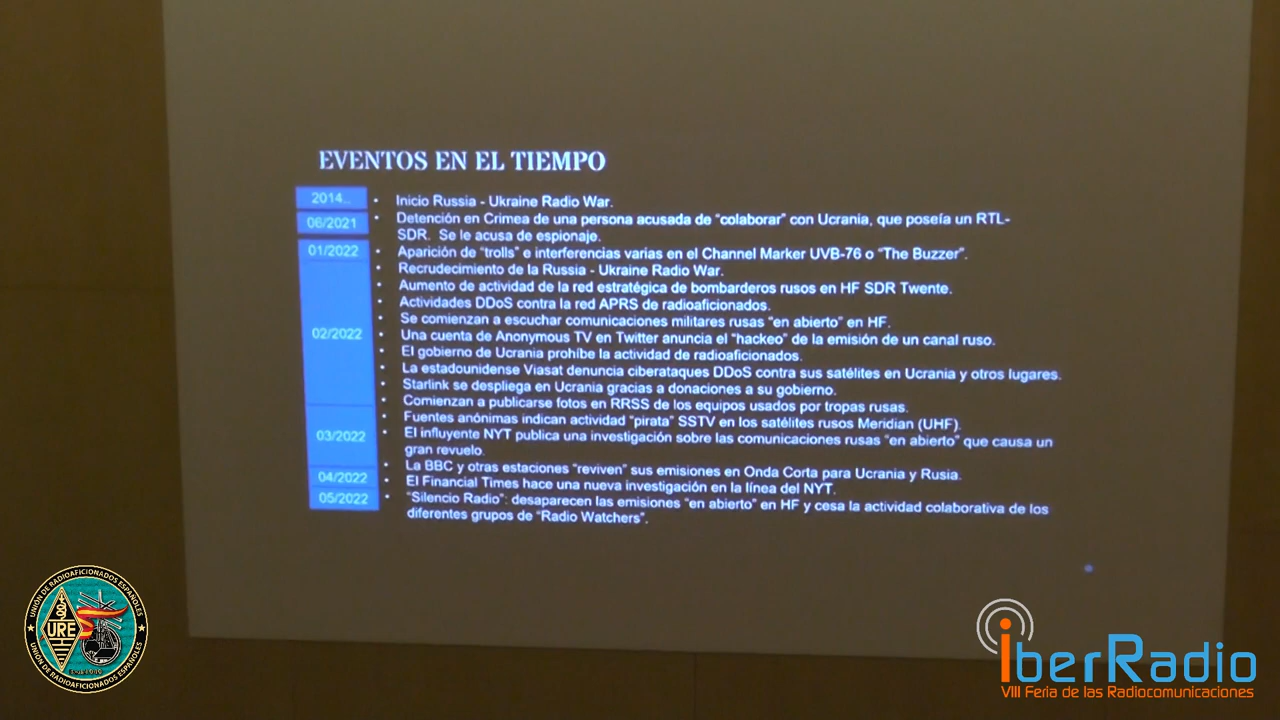 EVENTOS EN EL TIEMPO
2014..
• Inicio Russia - Ukraine Radio War.
06/2021
• Detención en Crimea de una persona acusada de "colaborar" con Ucrania, que poseía un RTL-
SDR. Se le acusa de espionaje.
01/2022
• Aparición de "trolls" e interferencias varias en el Channel Marker UVB-76 o "The Buzzer".
02/2022
• Recrudecimiento de la Russia - Ukraine Radio War.
• Aumento de actividad de la red estratégica de bombarderos rusos en HF SDR Twente.
• Actividades DDoS contra la red APRS de radioaficionados.
• Se comienzan a escuchar comunicaciones militares rusas "en abierto" en HF.
• Una cuenta de Anonymous TV en Twitter anuncia el "hackeo" de la emisión de un canal ruso.
• El gobierno de Ucrania prohíbe la actividad de radioaficionados.
• La estadounidense Viasat denuncia ciberataques DDoS contra sus satélites en Ucrania y otros lugares.
• Starlink se despliega en Ucrania gracias a donaciones a su gobierno.
• Comienzan a publicarse fotos en RRSS de los equipos usados por tropas rusas.
03/2022
• Fuentes anónimas indican actividad "pirata" SSTV en los satélites rusos Meridian (UHF).
• El influyente NYT publica una investigación sobre las comunicaciones rusas "en abierto" que causa un
gran revuelo.
• La BBC y otras estaciones "reviven" sus emisiones en Onda Corta para Ucrania y Rusia.
04/2022
• El Financial Times hace una nueva investigación en la línea del NYT.
05/2022
• "Silencio Radio": desaparecen las emisiones "en abierto" en HF y cesa la actividad colaborativa de los
diferentes grupos de "Radio Watchers".
UNIÓN DE RADIOAFICIONADOS ESPAÑOLES
URE
UNIÓN DE RADIOAFICIONADOS ESPAÑOLES
iberRadio
VIII Feria de las Radiocomunicaciones